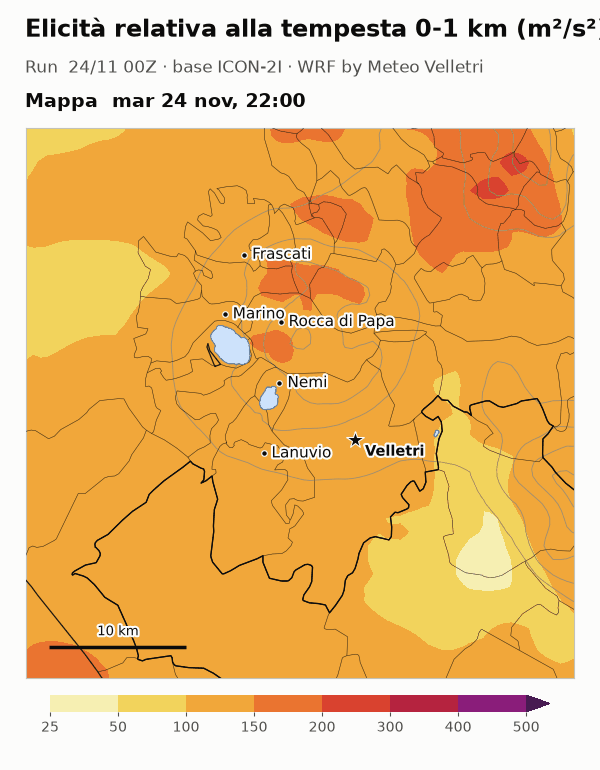 Elicità relativa alla tempesta 0-1 km (m²/s²)
Run  24/11 00Z · base ICON-2I · WRF by Meteo Velletri
Mappa  mar 24 nov, 22:00
Frascati
Marino
Rocca di Papa
Nemi
Velletri
Lanuvio
10 km
25 50 100 150 200 300 400 500